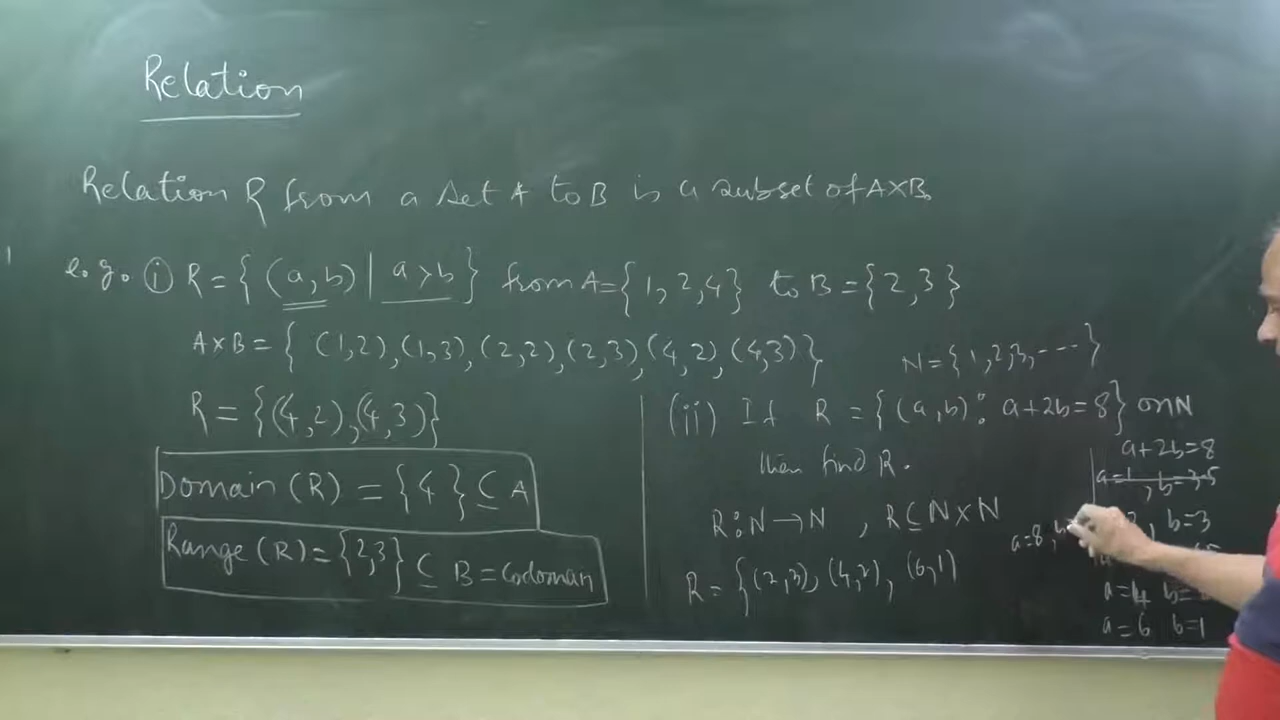 Relation
Relation R from a set A to B is a subset of A×B.
e.g. (i) R = { (a,b) | a>b } from A={1,2,4} to B={2,3}
A×B = { (1,2),(1,3),(2,2),(2,3)(4,2),(4,3)}
R = {(4,2),(4,3)}
Domain (R) = {4} ⊆ A
Range (R) = {2,3} ⊆ B = Codoman
N={1,2,3,----}
(ii) If R = {(a,b): a+2b=8} on N
then find R.
R:N→N , R⊆N×N
R = {(2,3), (4,2), (6,1)
a+2b=8
a=1, b=3.5
, b=3
a=8,
a=4 b=
a=6 b=1